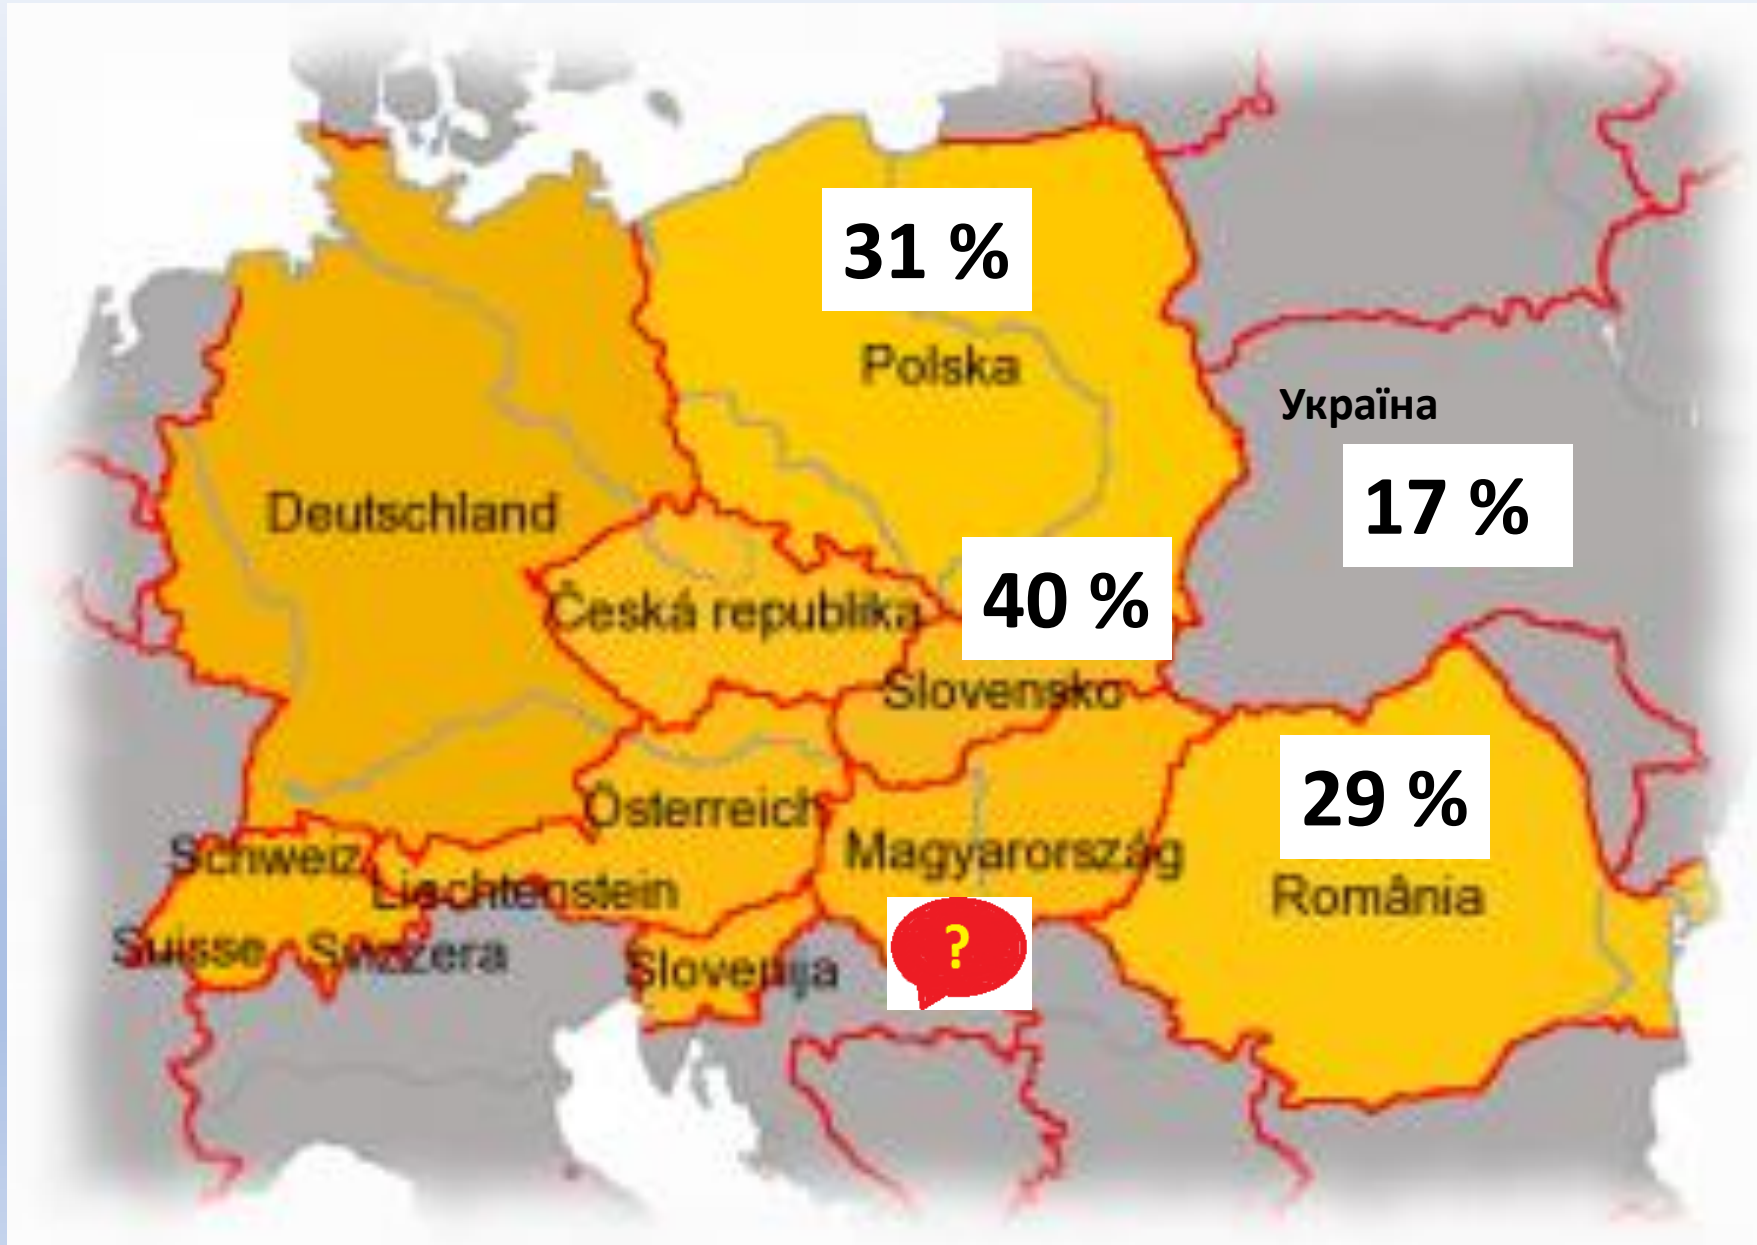 31 %
Polska
Україна
17 %
Deutschland
40 %
Česká republika
Slovensko
29 %
Österreich
Magyarország
Schweiz
Liechtenstein
România
Suisse
Svizzera
Slovenija
?